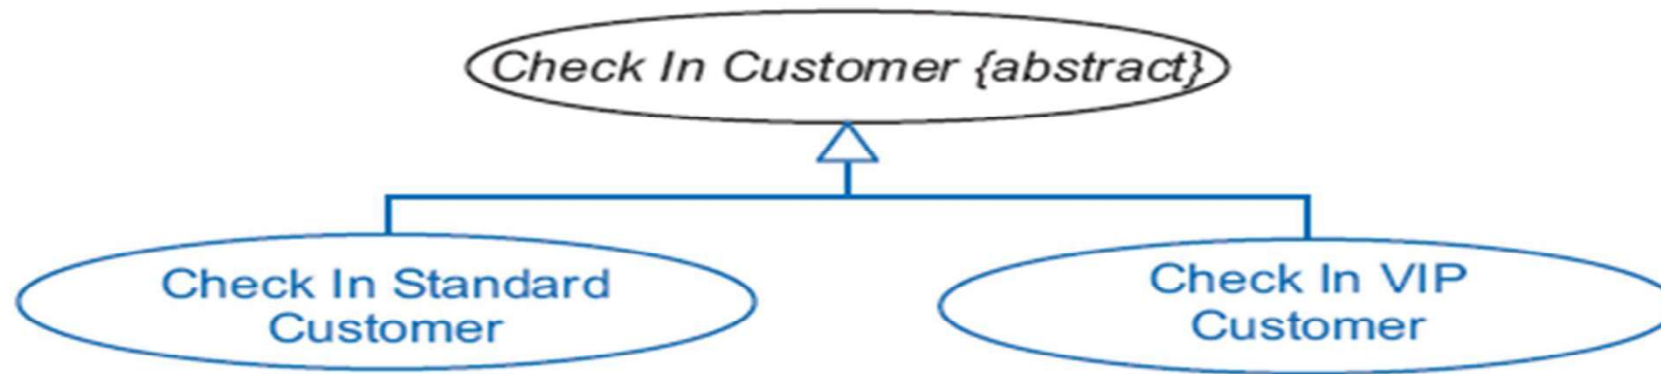 Check In Customer {abstract}
Check In Standard
Customer
Check In VIP
Customer